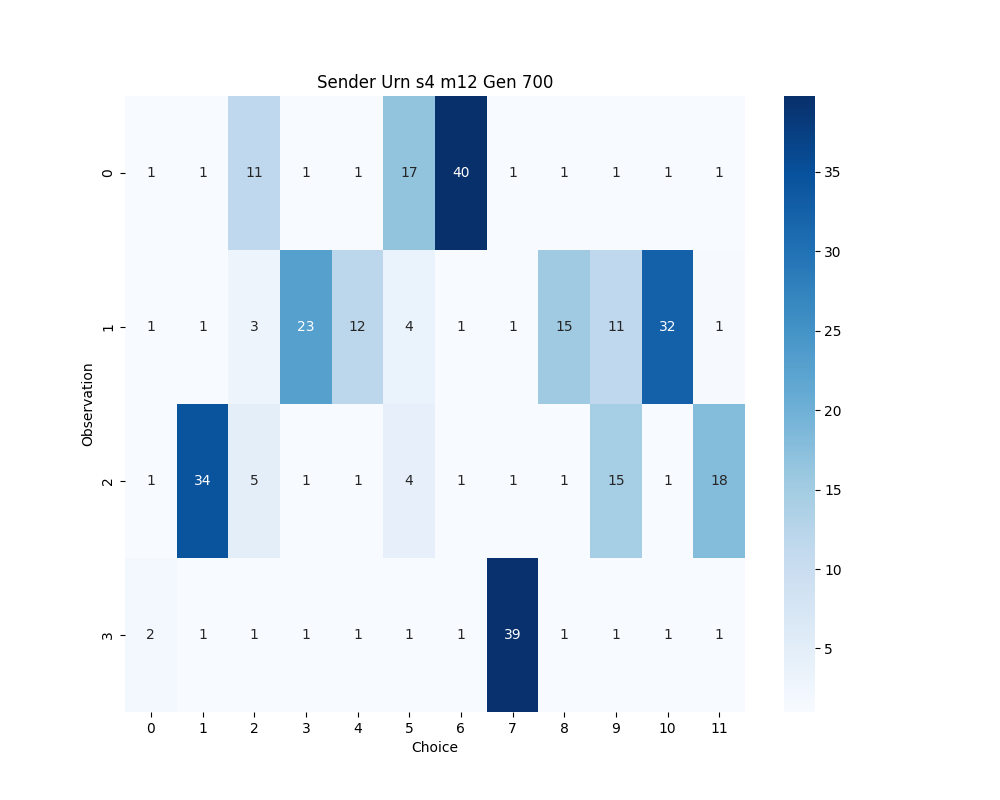 Sender Urn s4 m12 Gen 700
0 1 1 11 1 1 17 40 1 1 1 1 1
1 1 1 3 23 12 4 1 1 15 11 32 1
2 1 34 5 1 1 4 1 1 1 15 1 18
3 2 1 1 1 1 1 1 39 1 1 1 1
0 1 2 3 4 5 6 7 8 9 10 11
Choice
Observation
35
30
25
20
15
10
5